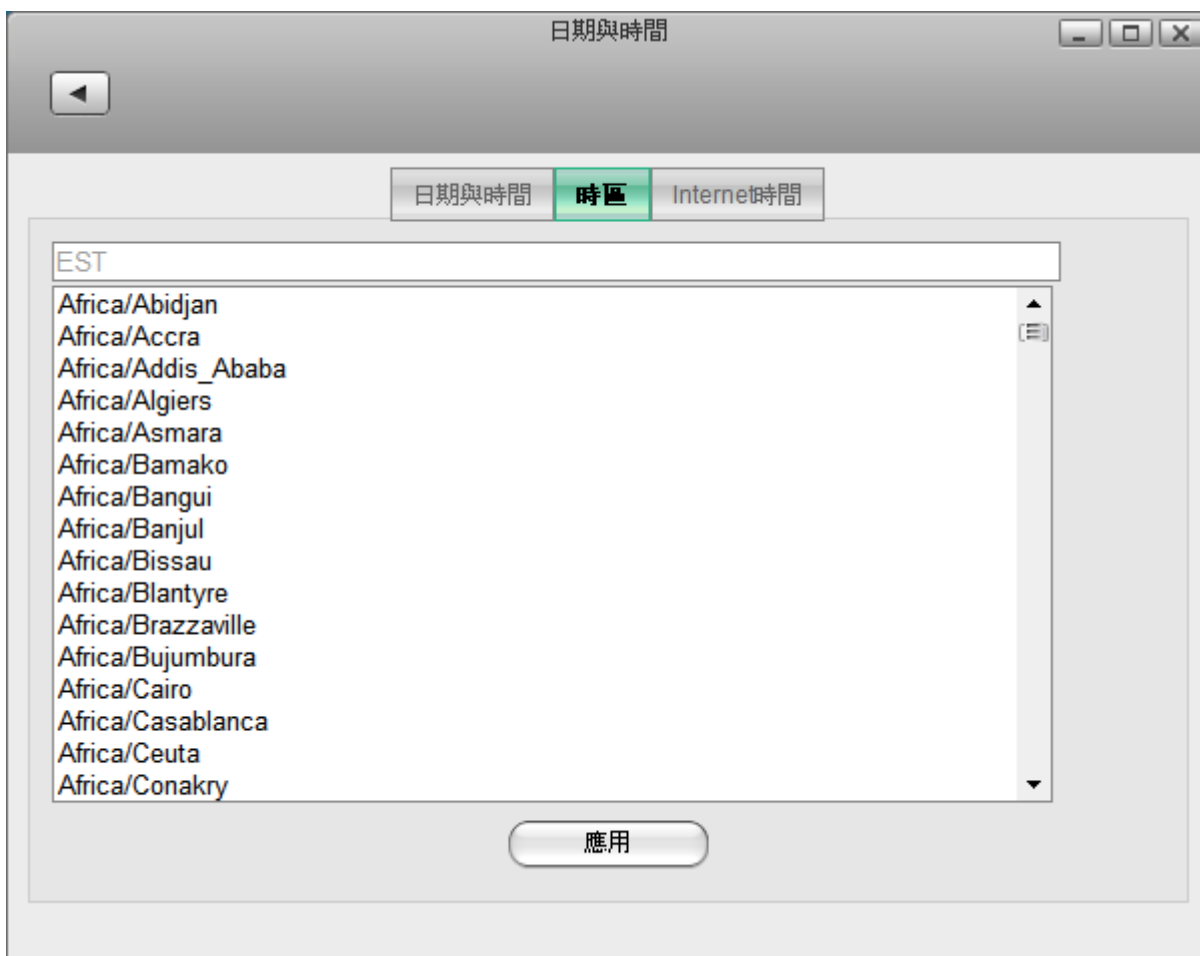 日期與時間
日期與時間 時區 Internet時間
EST
Africa/Abidjan
Africa/Accra
Africa/Addis_Ababa
Africa/Algiers
Africa/Asmara
Africa/Bamako
Africa/Bangui
Africa/Banjul
Africa/Bissau
Africa/Blantyre
Africa/Brazzaville
Africa/Bujumbura
Africa/Cairo
Africa/Casablanca
Africa/Ceuta
Africa/Conakry
應用